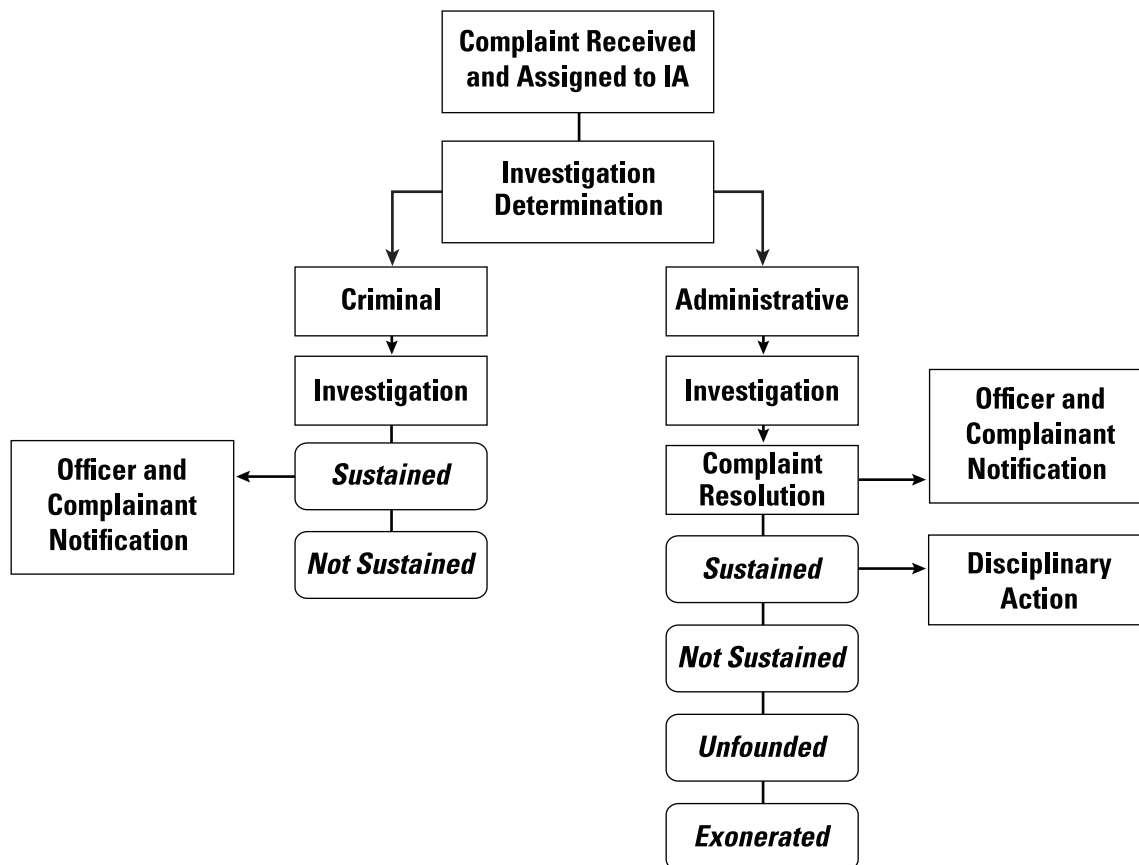 Complaint Received
and Assigned to IA
Investigation
Determination
Criminal
Administrative
Investigation
Investigation
Officer and
Complainant
Notification
Sustained
Officer and
Complainant
Notification
Complaint
Resolution
Not Sustained
Sustained
Disciplinary
Action
Not Sustained
Unfounded
Exonerated